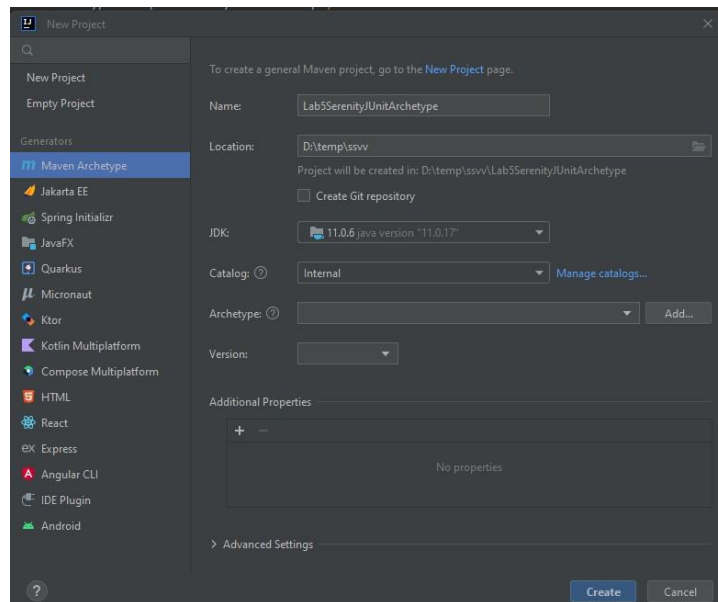 New Project
New Project
Empty Project
Generators
Maven Archetype
Jakarta EE
Spring Initializr
JavaFX
Quarkus
Micronaut
Ktor
Kotlin Multiplatform
Compose Multiplatform
HTML
React
Express
Angular CLI
IDE Plugin
Android
To create a general Maven project, go to the New Project page.
Name: Lab5SerenityJUnitArchetype
Location: D:\temp\ssvv
Project will be created in: D:\temp\ssvv\Lab5SerenityJUnitArchetype
Create Git repository
JDK: 11.0.6 java version "11.0.17"
Catalog: ? Internal Manage catalogs...
Archetype: ? Add...
Version:
Additional Properties
+ −
No properties
> Advanced Settings
? Create Cancel